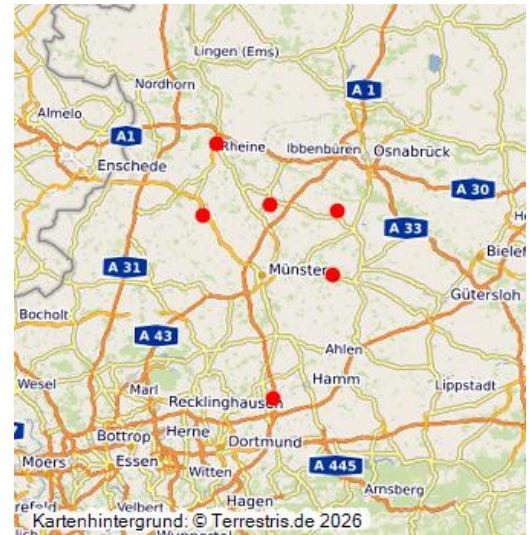 Lingen (Ems)
Nordhorn
A 1
Almelo
A1
Rheine
Ibbenbüren
Osnabrück
Enschede
A 30
A 33
Bielef
A 31
Münster
Gütersloh
Bocholt
A 43
Ahlen
Wesel
Marl
Hamm
Lippstadt
Recklinghausen
Bottrop
Herne
Dortmund
Moers
Essen
Witten
A 445
Arnsberg
Hagen
refeld
Velbert
Kartenhintergrund: © Terrestris.de 2026